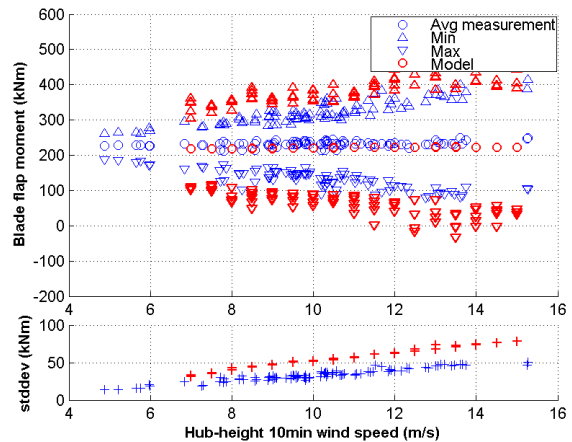 600
500
400
300
200
100
0
-100
-200
Blade flap moment (kNm)
Avg measurement
Min
Max
Model
4 6 8 10 12 14 16
100
50
0
stddev (kNm)
4 6 8 10 12 14 16
Hub-height 10min wind speed (m/s)